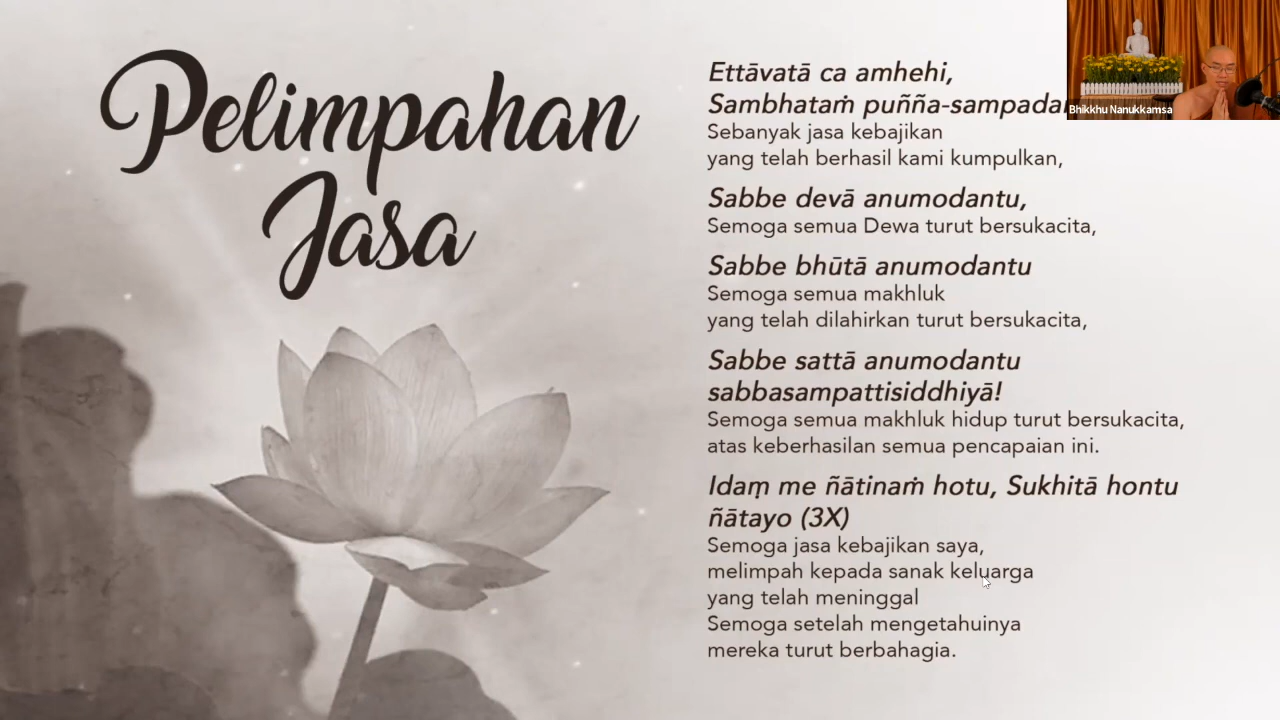 Pelimpahan
Jasa
Ettāvatā ca amhehi,
Sambhataṁ puñña-sampada
Sebanyak jasa kebajikan
yang telah berhasil kami kumpulkan,
Sabbe devā anumodantu,
Semoga semua Dewa turut bersukacita,
Sabbe bhūtā anumodantu
Semoga semua makhluk
yang telah dilahirkan turut bersukacita,
Sabbe sattā anumodantu
sabbasampattisiddhiyā!
Semoga semua makhluk hidup turut bersukacita,
atas keberhasilan semua pencapaian ini.
Idaṃ me ñātinaṁ hotu, Sukhitā hontu
ñātayo (3X)
Semoga jasa kebajikan saya,
melimpah kepada sanak keluarga
yang telah meninggal
Semoga setelah mengetahuinya
mereka turut berbahagia.
Bhikkhu Nanukkamsa